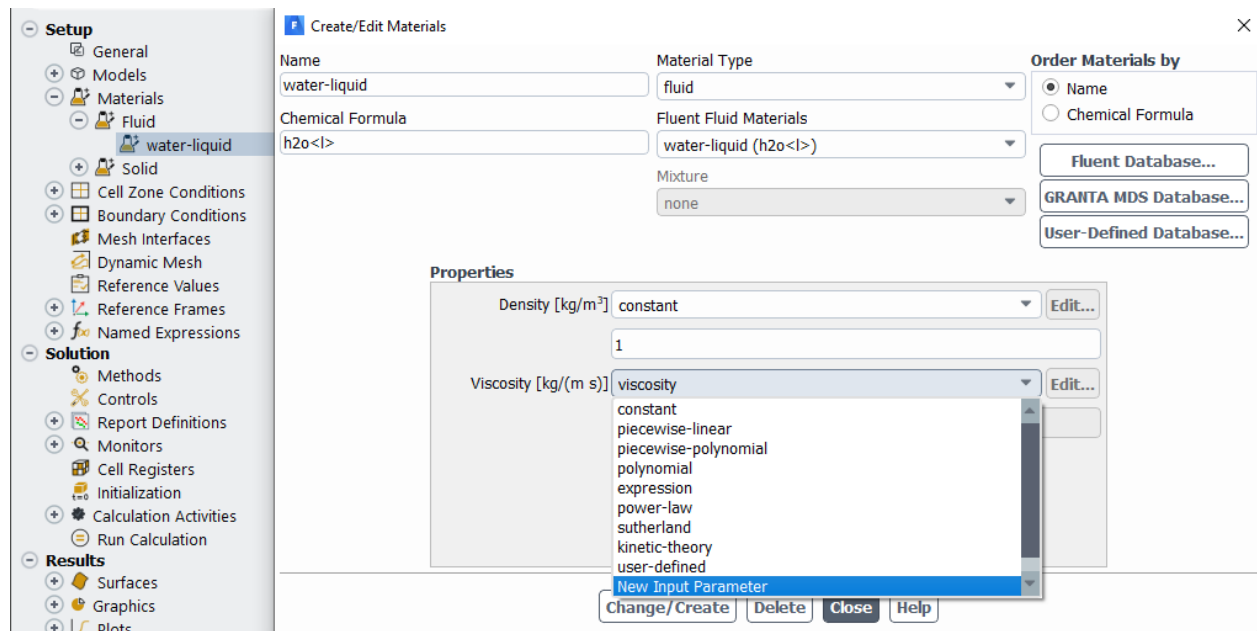 Setup
General
Models
Materials
Fluid
water-liquid
Solid
Cell Zone Conditions
Boundary Conditions
Mesh Interfaces
Dynamic Mesh
Reference Values
Reference Frames
Named Expressions
Solution
Methods
Controls
Report Definitions
Monitors
Cell Registers
Initialization
Calculation Activities
Run Calculation
Results
Surfaces
Graphics
Plots
Create/Edit Materials
Name
water-liquid
Chemical Formula
h2o<l>
Material Type
fluid
Fluent Fluid Materials
water-liquid (h2o<l>)
Mixture
none
Order Materials by
Name
Chemical Formula
Fluent Database...
GRANTA MDS Database...
User-Defined Database...
Properties
Density [kg/m³] constant Edit...
1
Viscosity [kg/(m s)] viscosity Edit...
constant
piecewise-linear
piecewise-polynomial
polynomial
expression
power-law
sutherland
kinetic-theory
user-defined
New Input Parameter
Change/Create Delete Close Help